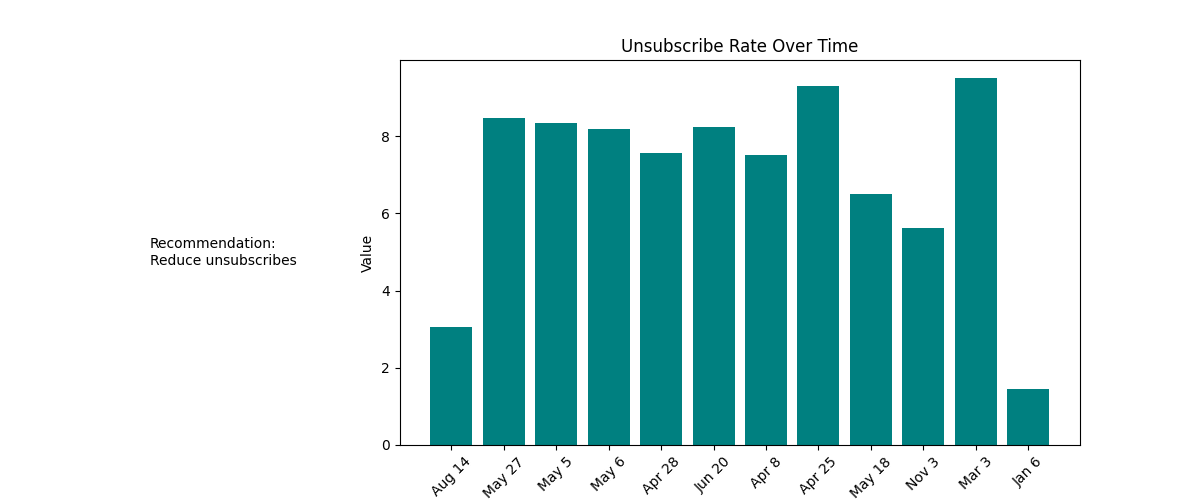 Unsubscribe Rate Over Time
Recommendation:
Reduce unsubscribes
Value
8
6
4
2
0
Aug 14
May 27
May 5
May 6
Apr 28
Jun 20
Apr 8
Apr 25
May 18
Nov 3
Mar 3
Jan 6